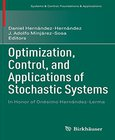 Systems & Control: Foundations & Applications
Daniel Hernández-Hernández
J. Adolfo Minjárez-Sosa
Editors
Optimization,
Control, and
Applications of
Stochastic Systems
In Honor of Onésimo Hernández-Lerma
Birkhäuser